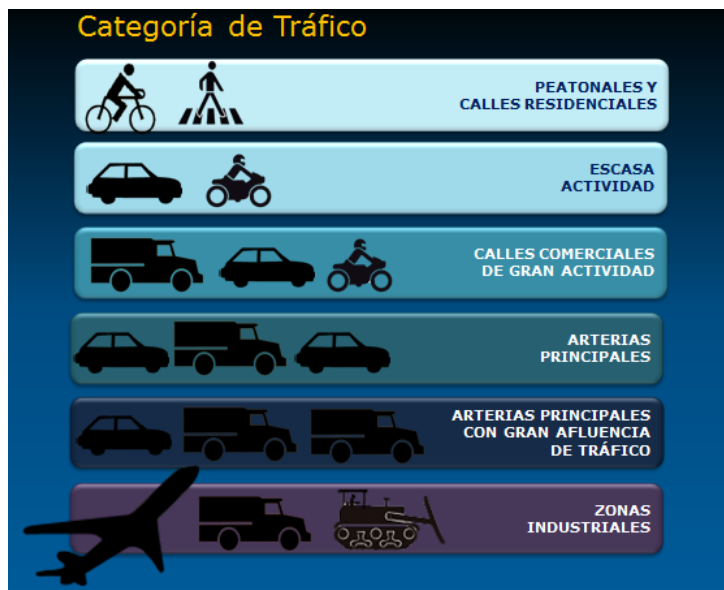 Categoría de Tráfico
PEATONALES Y
CALLES RESIDENCIALES
ESCASA
ACTIVIDAD
CALLES COMERCIALES
DE GRAN ACTIVIDAD
ARTERIAS
PRINCIPALES
ARTERIAS PRINCIPALES
CON GRAN AFLUENCIA
DE TRÁFICO
ZONAS
INDUSTRIALES